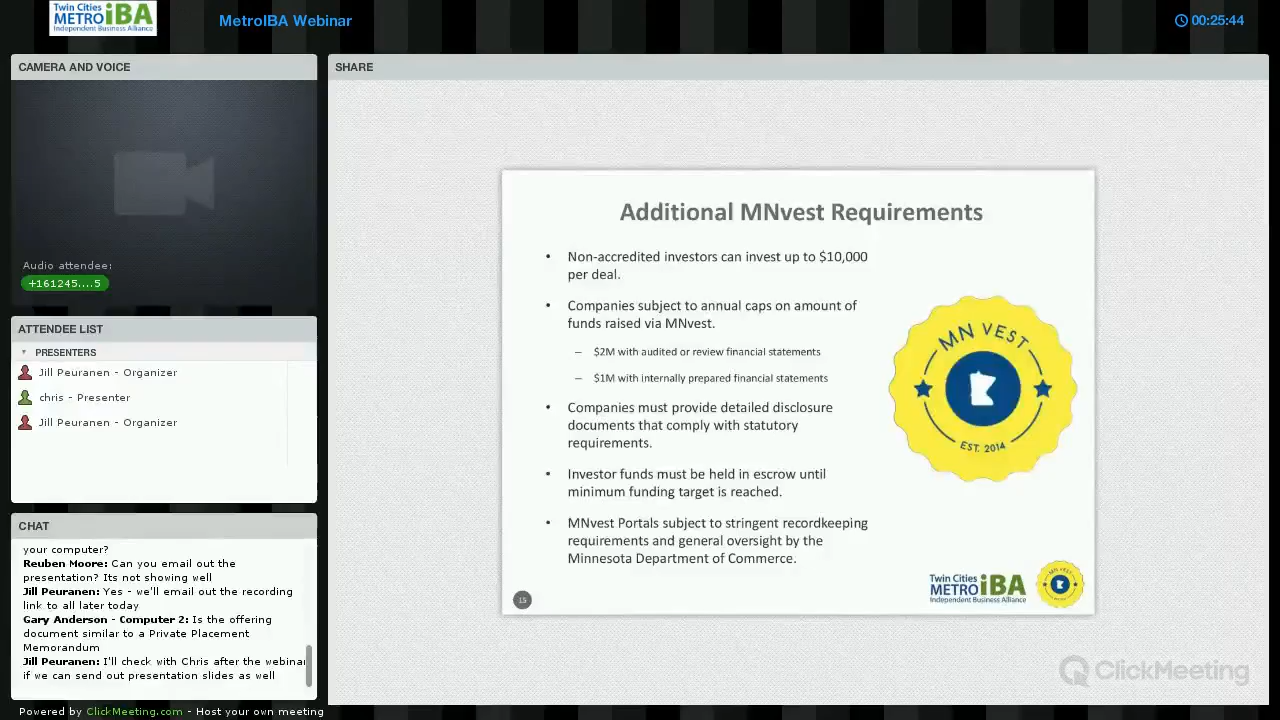 Twin Cities
METRO iBA
Independent Business Alliance
MetroIBA Webinar
00:25:44
CAMERA AND VOICE
Audio attendee:
+161245....5
ATTENDEE LIST
PRESENTERS
Jill Peuranen - Organizer
chris - Presenter
Jill Peuranen - Organizer
CHAT
your computer?
Reuben Moore: Can you email out the
presentation? Its not showing well
Jill Peuranen: Yes - we'll email out the recording
link to all later today
Gary Anderson - Computer 2: Is the offering
document similar to a Private Placement
Memorandum
Jill Peuranen: I'll check with Chris after the webinar
if we can send out presentation slides as well
Powered by ClickMeeting.com - Host your own meeting
SHARE
Additional MNvest Requirements
• Non-accredited investors can invest up to $10,000
per deal.
• Companies subject to annual caps on amount of
funds raised via MNvest.
– $2M with audited or review financial statements
– $1M with internally prepared financial statements
• Companies must provide detailed disclosure
documents that comply with statutory
requirements.
• Investor funds must be held in escrow until
minimum funding target is reached.
• MNvest Portals subject to stringent recordkeeping
requirements and general oversight by the
Minnesota Department of Commerce.
MN VEST
EST. 2014
15
Twin Cities
METRO iBA
Independent Business Alliance
MN VEST
ClickMeeting